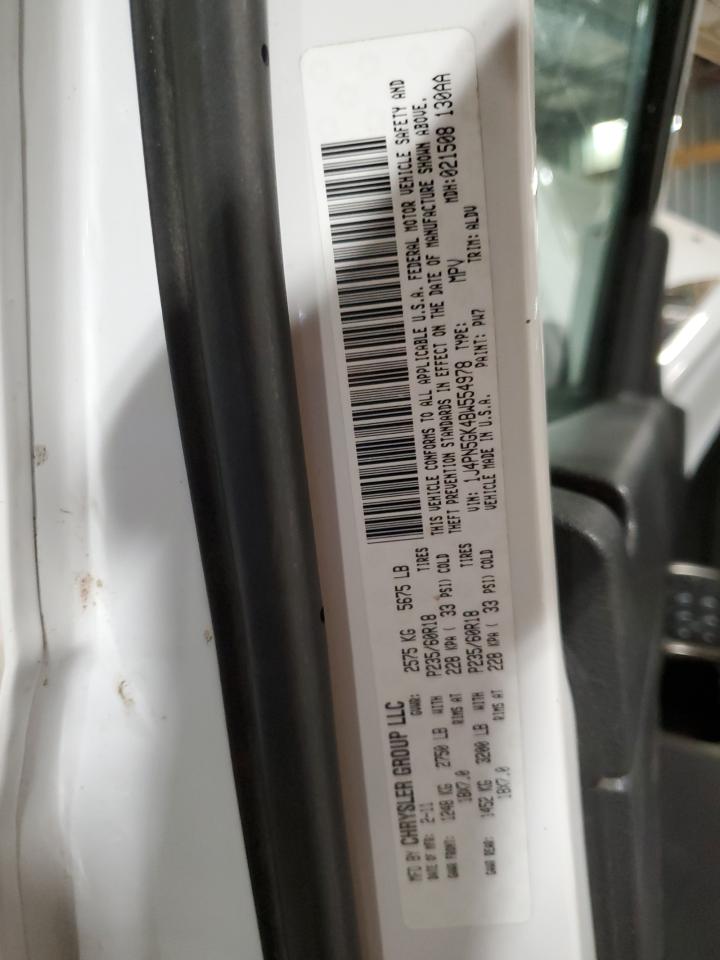 MFD BY CHRYSLER GROUP LLC
DATE OF MFR: 2-11 GVWR: 2575 KG 5675 LB
GAWR FRONT: 1248 KG 2750 LB WITH P235/60R18 TIRES
18X7.0 RIMS AT 228 KPA ( 33 PSI) COLD
GAWR REAR: 1452 KG 3200 LB WITH P235/60R18 TIRES
18X7.0 RIMS AT 228 KPA ( 33 PSI) COLD
THIS VEHICLE CONFORMS TO ALL APPLICABLE U.S.A. FEDERAL MOTOR VEHICLE SAFETY AND
THEFT PREVENTION STANDARDS IN EFFECT ON THE DATE OF MANUFACTURE SHOWN ABOVE.
VIN: 1J4PN5GK4BW554978 TYPE: MPV MDH:021508 130AA
VEHICLE MADE IN U.S.A. PAINT: PW7 TRIM: ALDV